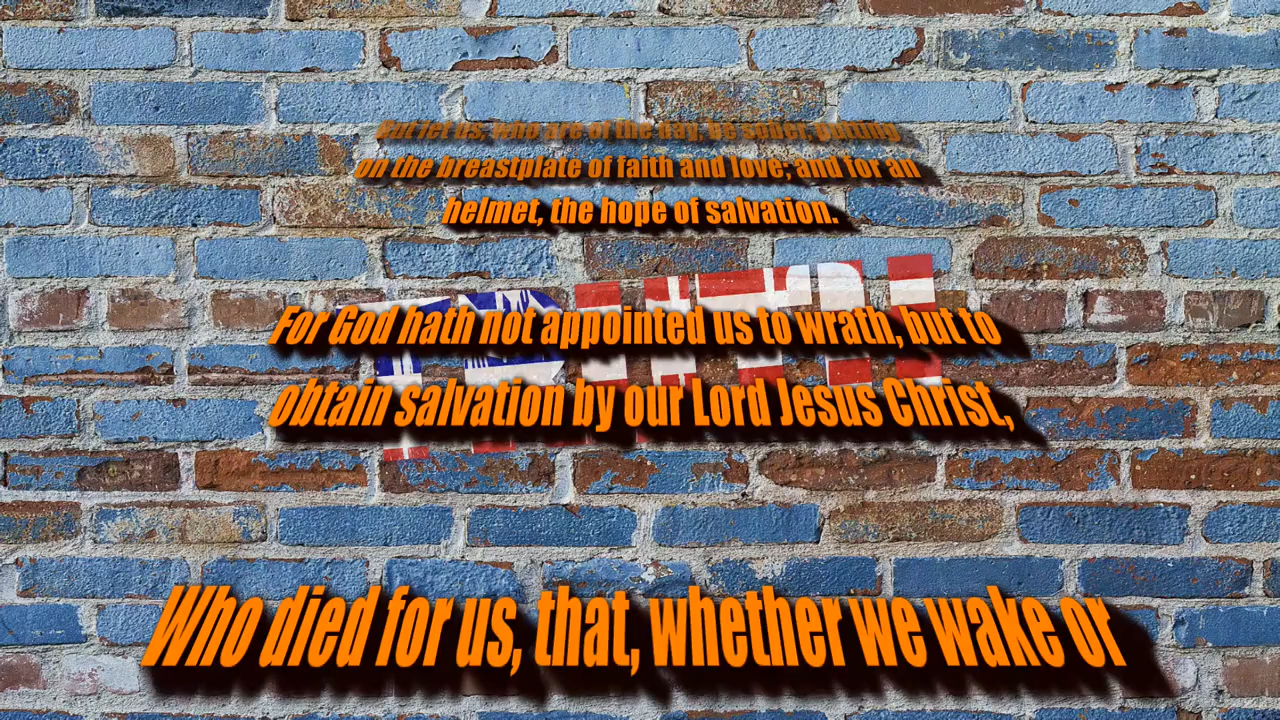 But let us, who are of the day, be sober, putting
on the breastplate of faith and love; and for an
helmet, the hope of salvation.
For God hath not appointed us to wrath, but to
obtain salvation by our Lord Jesus Christ,
Who died for us, that, whether we wake or